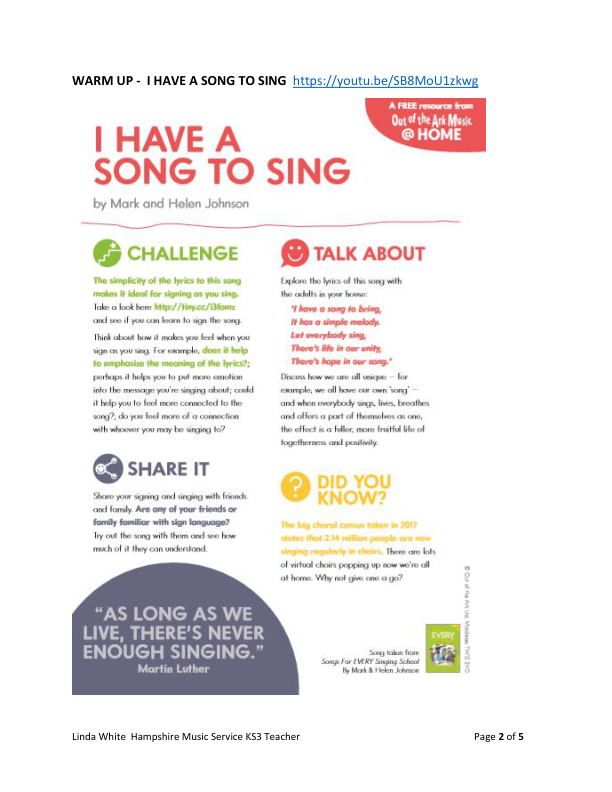 WARM UP - I HAVE A SONG TO SING https://youtu.be/SB8MoU1zkwg
A FREE resource from
Out of the Ark Music
@ HOME
I HAVE A
SONG TO SING
by Mark and Helen Johnson
CHALLENGE
The simplicity of the lyrics to this song
makes it ideal for signing as you sing.
Take a look here http://tiny.cc/i3fomz
and see if you can learn to sign the song.
Think about how it makes you feel when you
sign as you sing. For example, does it help
to emphasise the meaning of the lyrics?;
perhaps it helps you to put more emotion
into the message you're singing about; could
it help you to feel more connected to the
song?; do you feel more of a connection
with whoever you may be singing to?
SHARE IT
Share your signing and singing with friends
and family. Are any of your friends or
family familiar with sign language?
Try out the song with them and see how
much of it they can understand.
"AS LONG AS WE
LIVE, THERE'S NEVER
ENOUGH SINGING."
Martin Luther
TALK ABOUT
Explore the lyrics of this song with
the adults in your house:
'I have a song to bring,
It has a simple melody.
Let everybody sing,
There's life in our unity,
There's hope in our song.'
Discuss how we are all unique – for
example, we all have our own 'song' –
and when everybody sings, lives, breathes
and offers a part of themselves as one,
the effect is a fuller, more fruitful life of
togetherness and positivity.
DID YOU
KNOW?
The big choral census taken in 2017
states that 2.14 million people are now
singing regularly in choirs. There are lots
of virtual choirs popping up now we're all
at home. Why not give one a go?
© Out of the Ark Ltd, Middlesex TW12 2HD
EVERY
Song taken from
Songs For EVERY Singing School
By Mark & Helen Johnson
Linda White Hampshire Music Service KS3 Teacher
Page 2 of 5